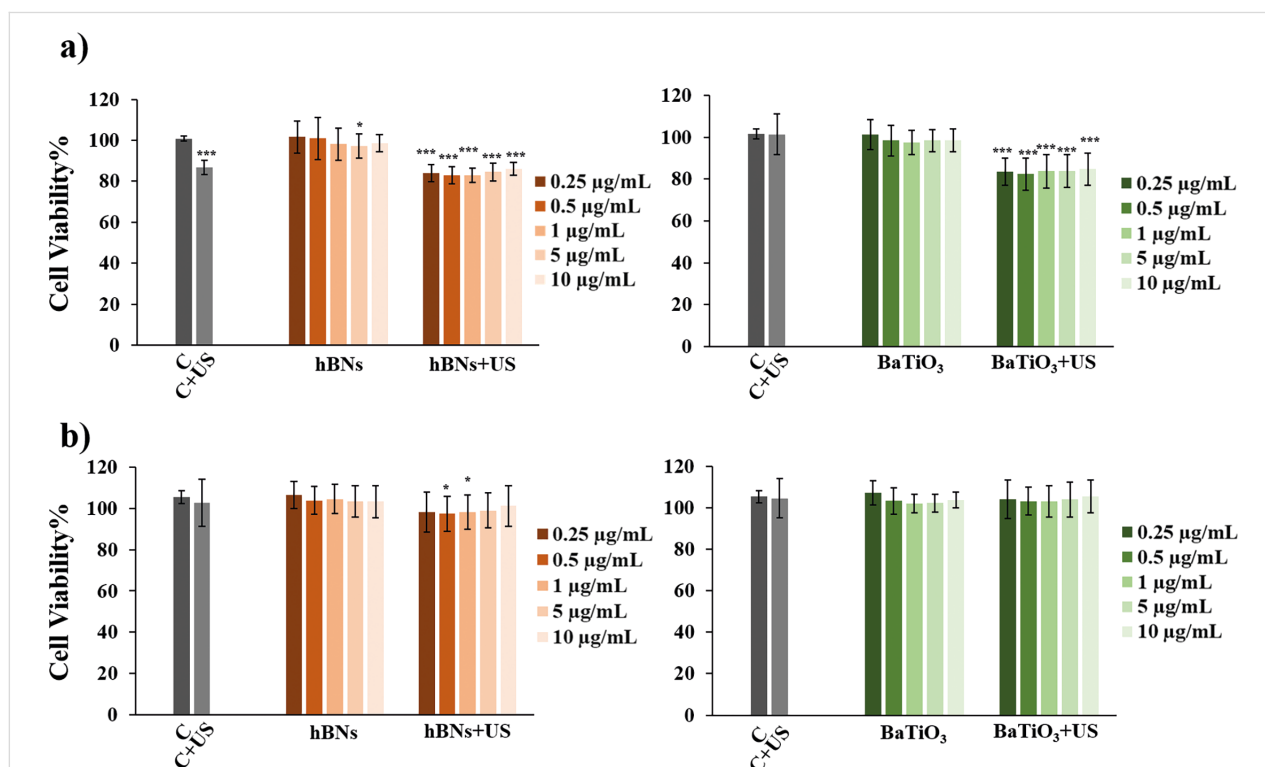 a)
Cell Viability%
120
100
80
60
40
20
0
***
*
*** *** *** *** ***
C
C+US
hBNs
hBNs+US
0.25 µg/mL
0.5 µg/mL
1 µg/mL
5 µg/mL
10 µg/mL
120
100
80
60
40
20
0
*** *** *** *** ***
C
C+US
BaTiO₃
BaTiO₃+US
0.25 µg/mL
0.5 µg/mL
1 µg/mL
5 µg/mL
10 µg/mL
b)
Cell Viability%
120
100
80
60
40
20
0
* *
C
C+US
hBNs
hBNs+US
0.25 µg/mL
0.5 µg/mL
1 µg/mL
5 µg/mL
10 µg/mL
120
100
80
60
40
20
0
C
C+US
BaTiO₃
BaTiO₃+US
0.25 µg/mL
0.5 µg/mL
1 µg/mL
5 µg/mL
10 µg/mL